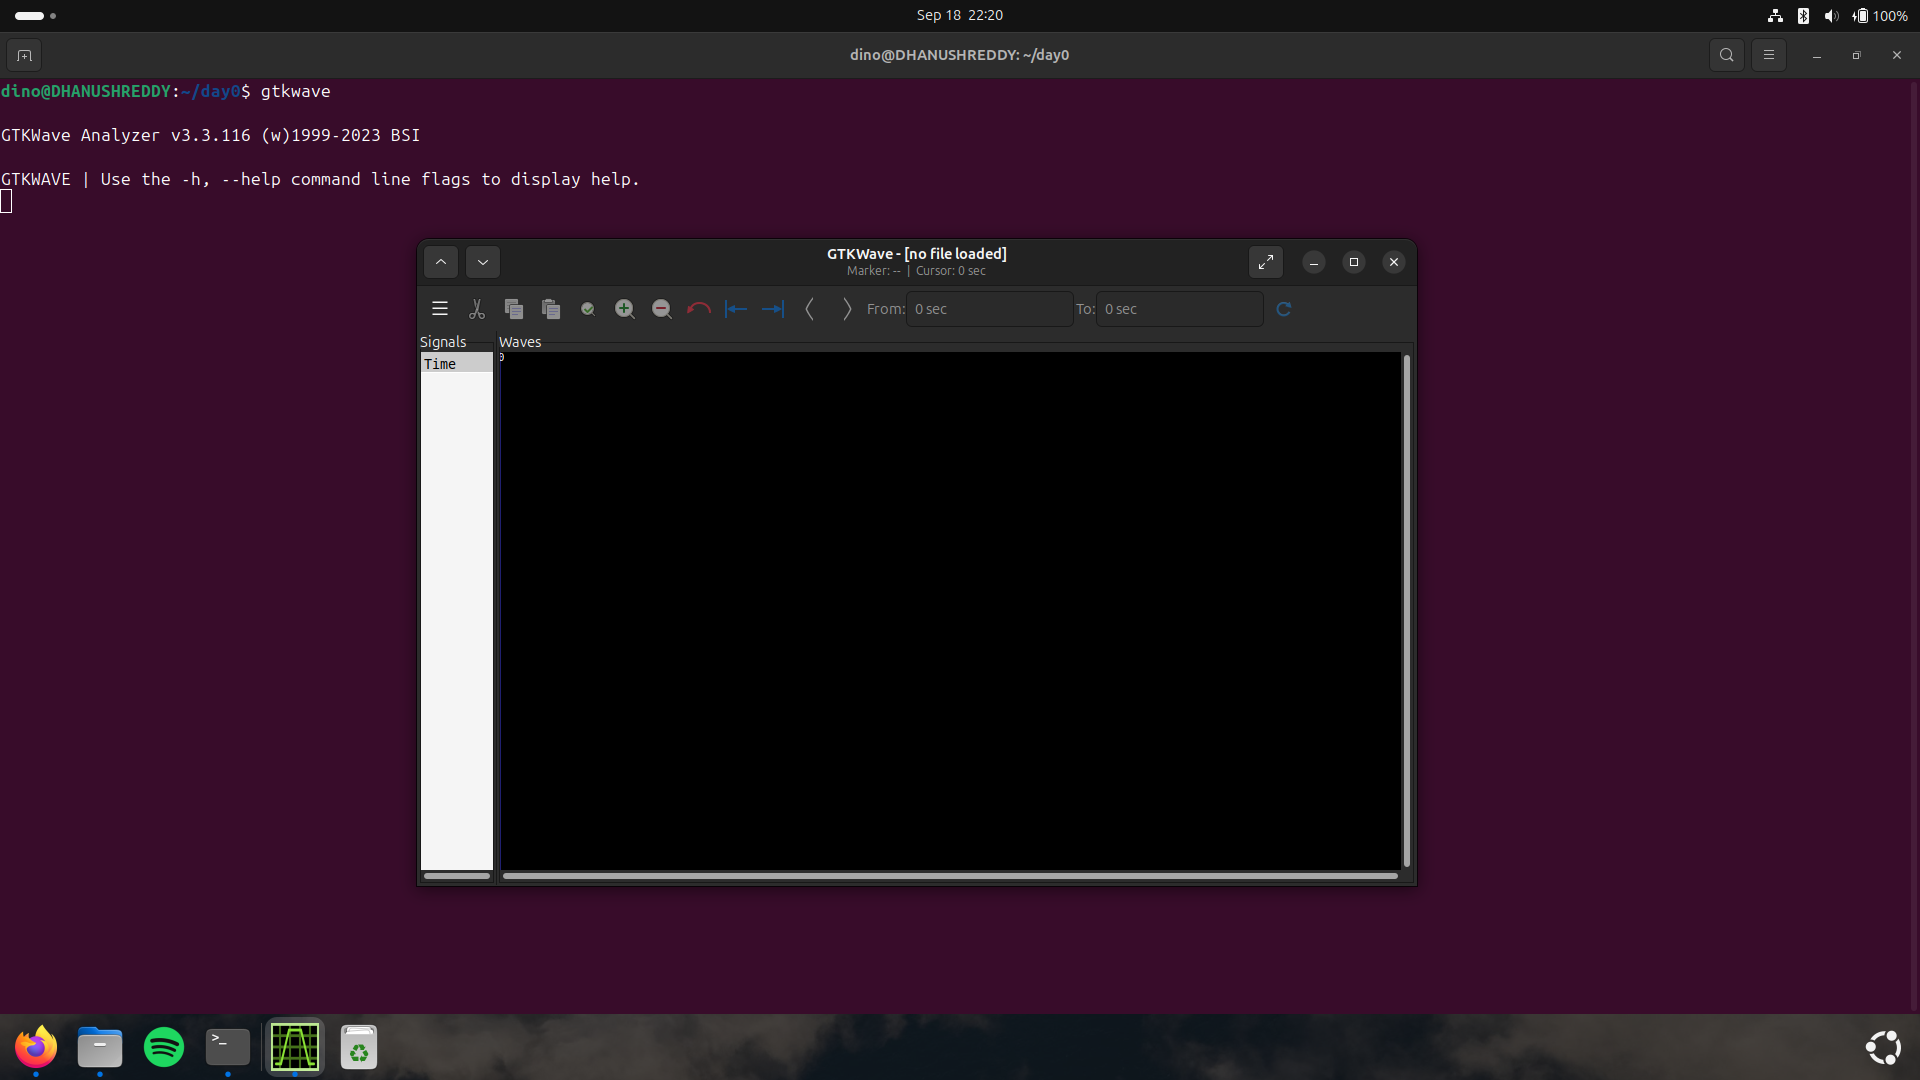 Sep 18 22:20
100%
dino@DHANUSHREDDY: ~/day0
dino@DHANUSHREDDY:~/day0$ gtkwave
GTKWave Analyzer v3.3.116 (w)1999-2023 BSI
GTKWAVE | Use the -h, --help command line flags to display help.
GTKWave - [no file loaded]
Marker: -- | Cursor: 0 sec
From: 0 sec To: 0 sec
Signals
Waves
Time
0
>_